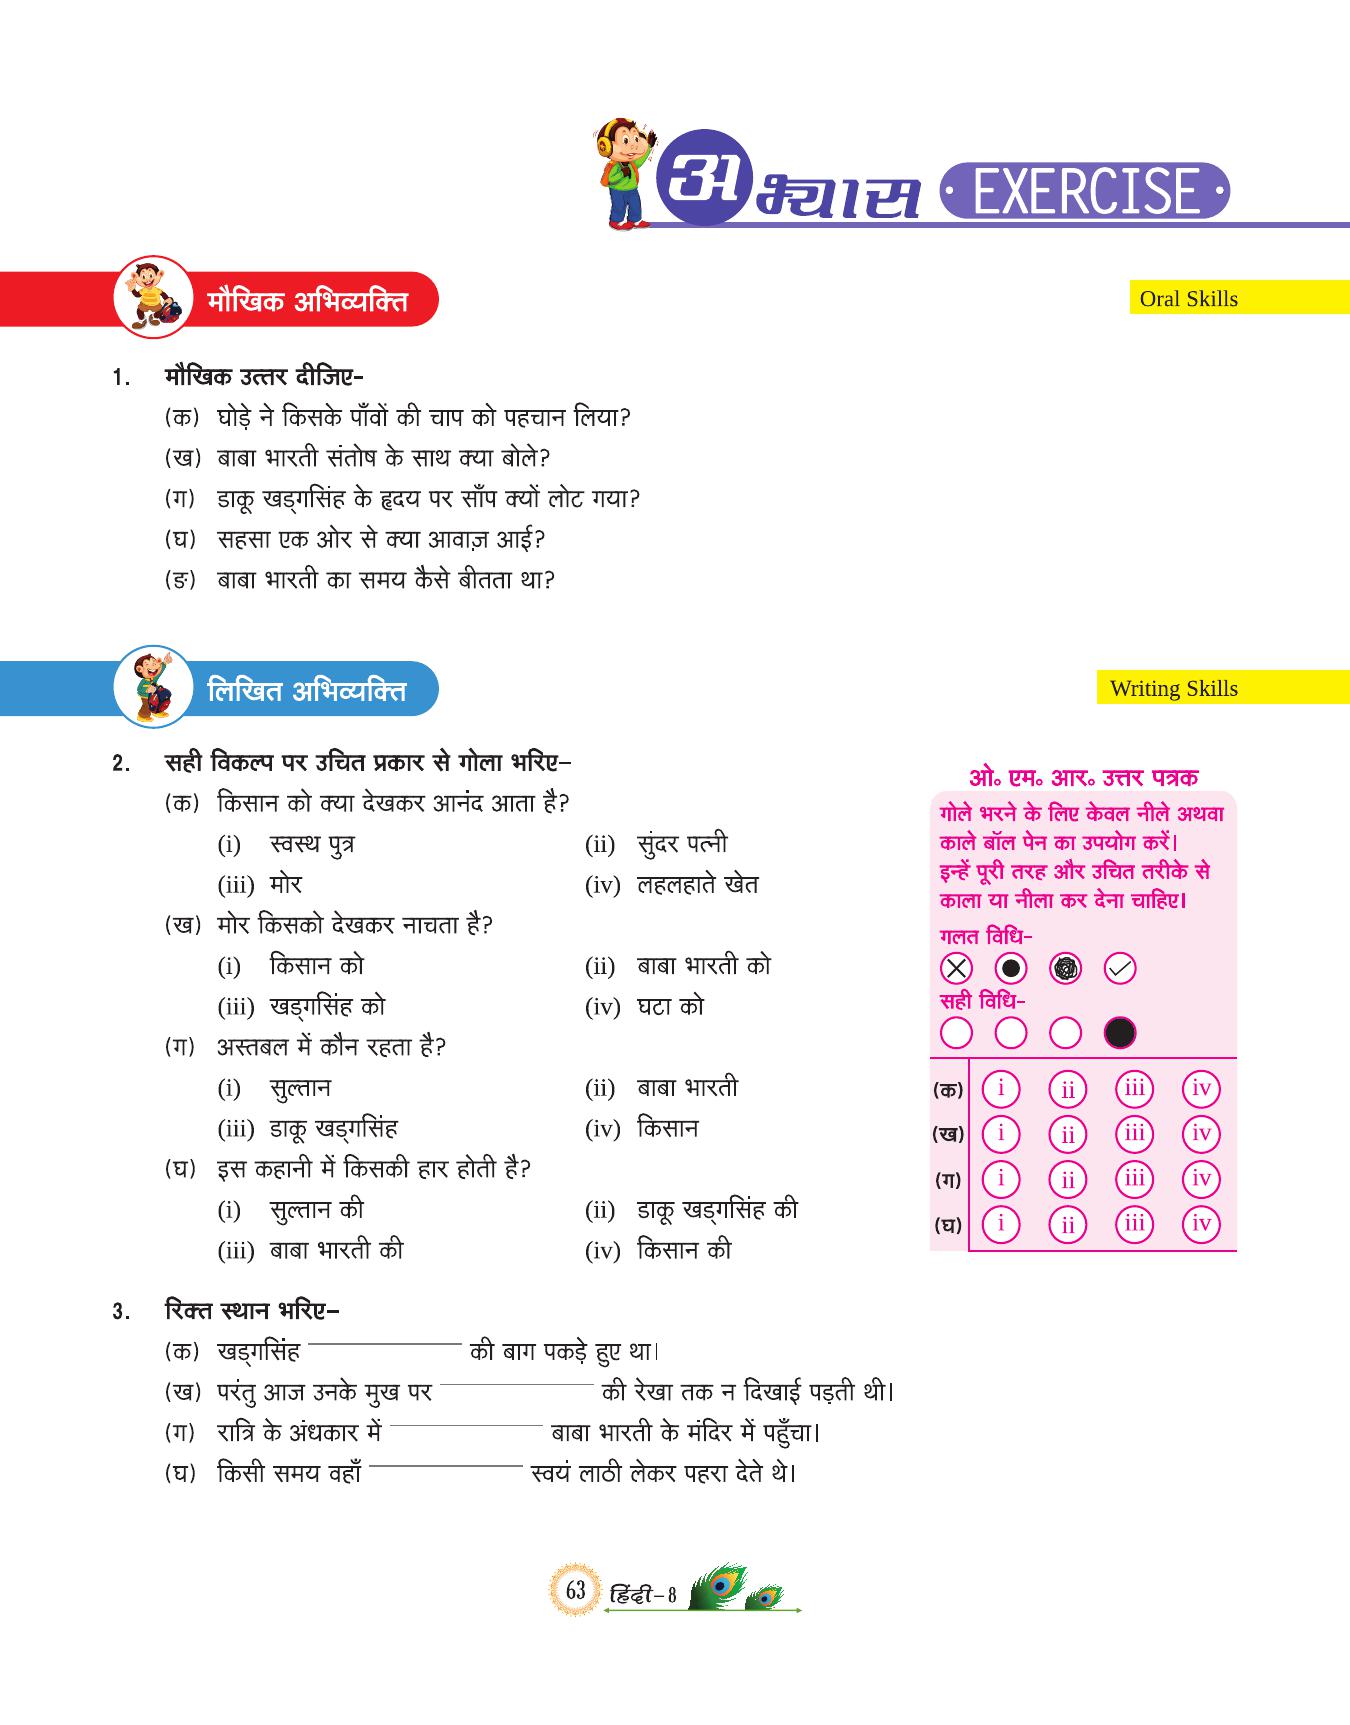 अभ्यास EXERCISE
मौखिक अभिव्यक्ति
Oral Skills
1. मौखिक उत्तर दीजिए–
(क) घोड़े ने किसके पाँवों की चाप को पहचान लिया?
(ख) बाबा भारती संतोष के साथ क्या बोले?
(ग) डाकू खड्गसिंह के हृदय पर साँप क्यों लोट गया?
(घ) सहसा एक ओर से क्या आवाज़ आई?
(ङ) बाबा भारती का समय कैसे बीतता था?
लिखित अभिव्यक्ति
Writing Skills
2. सही विकल्प पर उचित प्रकार से गोला भरिए–
(क) किसान को क्या देखकर आनंद आता है?
(i) स्वस्थ पुत्र (ii) सुंदर पत्नी
(iii) मोर (iv) लहलहाते खेत
(ख) मोर किसको देखकर नाचता है?
(i) किसान को (ii) बाबा भारती को
(iii) खड्गसिंह को (iv) घटा को
(ग) अस्तबल में कौन रहता है?
(i) सुल्तान (ii) बाबा भारती
(iii) डाकू खड्गसिंह (iv) किसान
(घ) इस कहानी में किसकी हार होती है?
(i) सुल्तान की (ii) डाकू खड्गसिंह की
(iii) बाबा भारती की (iv) किसान की
ओ॰ एम॰ आर॰ उत्तर पत्रक
गोले भरने के लिए केवल नीले अथवा
काले बॉल पेन का उपयोग करें।
इन्हें पूरी तरह और उचित तरीके से
काला या नीला कर देना चाहिए।
गलत विधि–
सही विधि–
(क) i ii iii iv
(ख) i ii iii iv
(ग) i ii iii iv
(घ) i ii iii iv
3. रिक्त स्थान भरिए–
(क) खड्गसिंह ____________ की बाग पकड़े हुए था।
(ख) परंतु आज उनके मुख पर ____________ की रेखा तक न दिखाई पड़ती थी।
(ग) रात्रि के अंधकार में ____________ बाबा भारती के मंदिर में पहुँचा।
(घ) किसी समय वहाँ ____________ स्वयं लाठी लेकर पहरा देते थे।
63 हिंदी–8